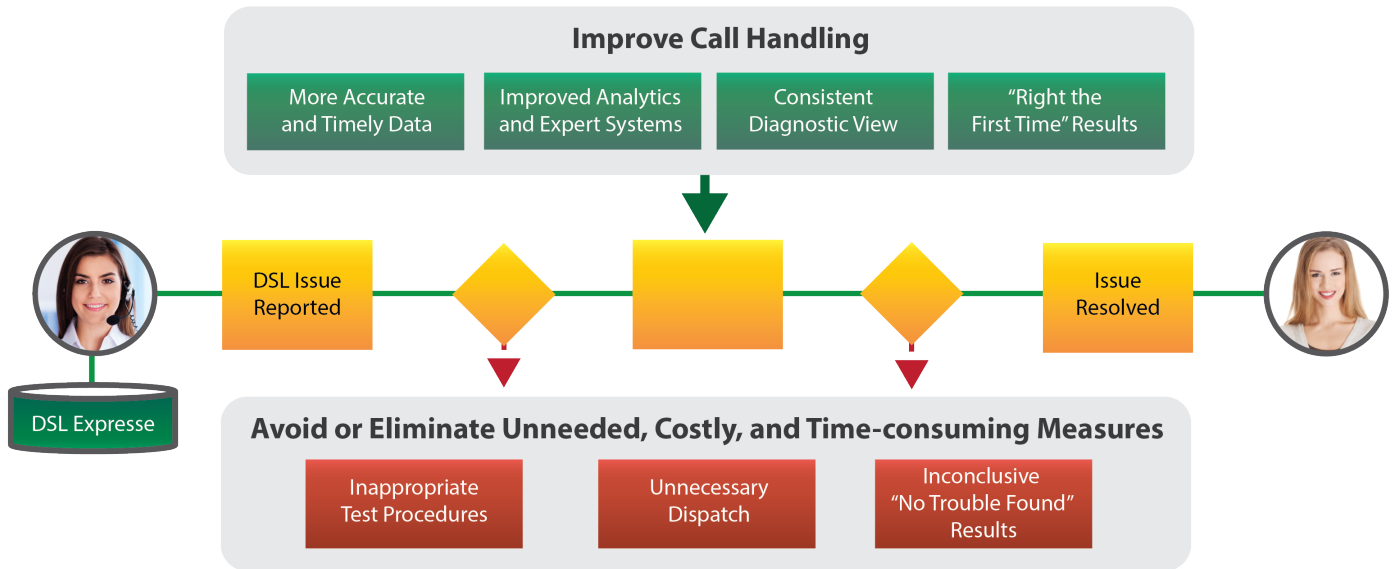 Improve Call Handling
More Accurate
and Timely Data
Improved Analytics
and Expert Systems
Consistent
Diagnostic View
“Right the
First Time” Results
DSL Issue
Reported
Issue
Resolved
DSL Expresse
Avoid or Eliminate Unneeded, Costly, and Time-consuming Measures
Inappropriate
Test Procedures
Unnecessary
Dispatch
Inconclusive
“No Trouble Found”
Results